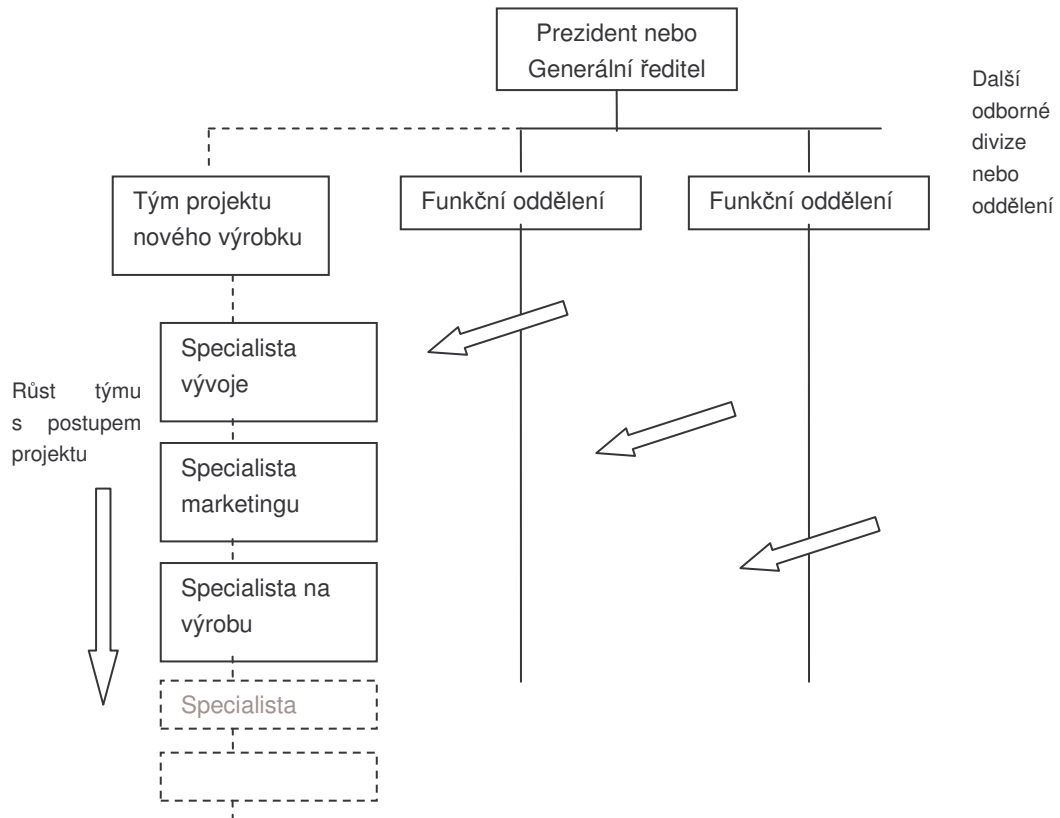 Prezident nebo
Generální ředitel
Další
odborné
divize
nebo
oddělení
Tým projektu
nového výrobku
Funkční oddělení
Funkční oddělení
Specialista
vývoje
Růst týmu
s postupem
projektu
Specialista
marketingu
Specialista na
výrobu
Specialista